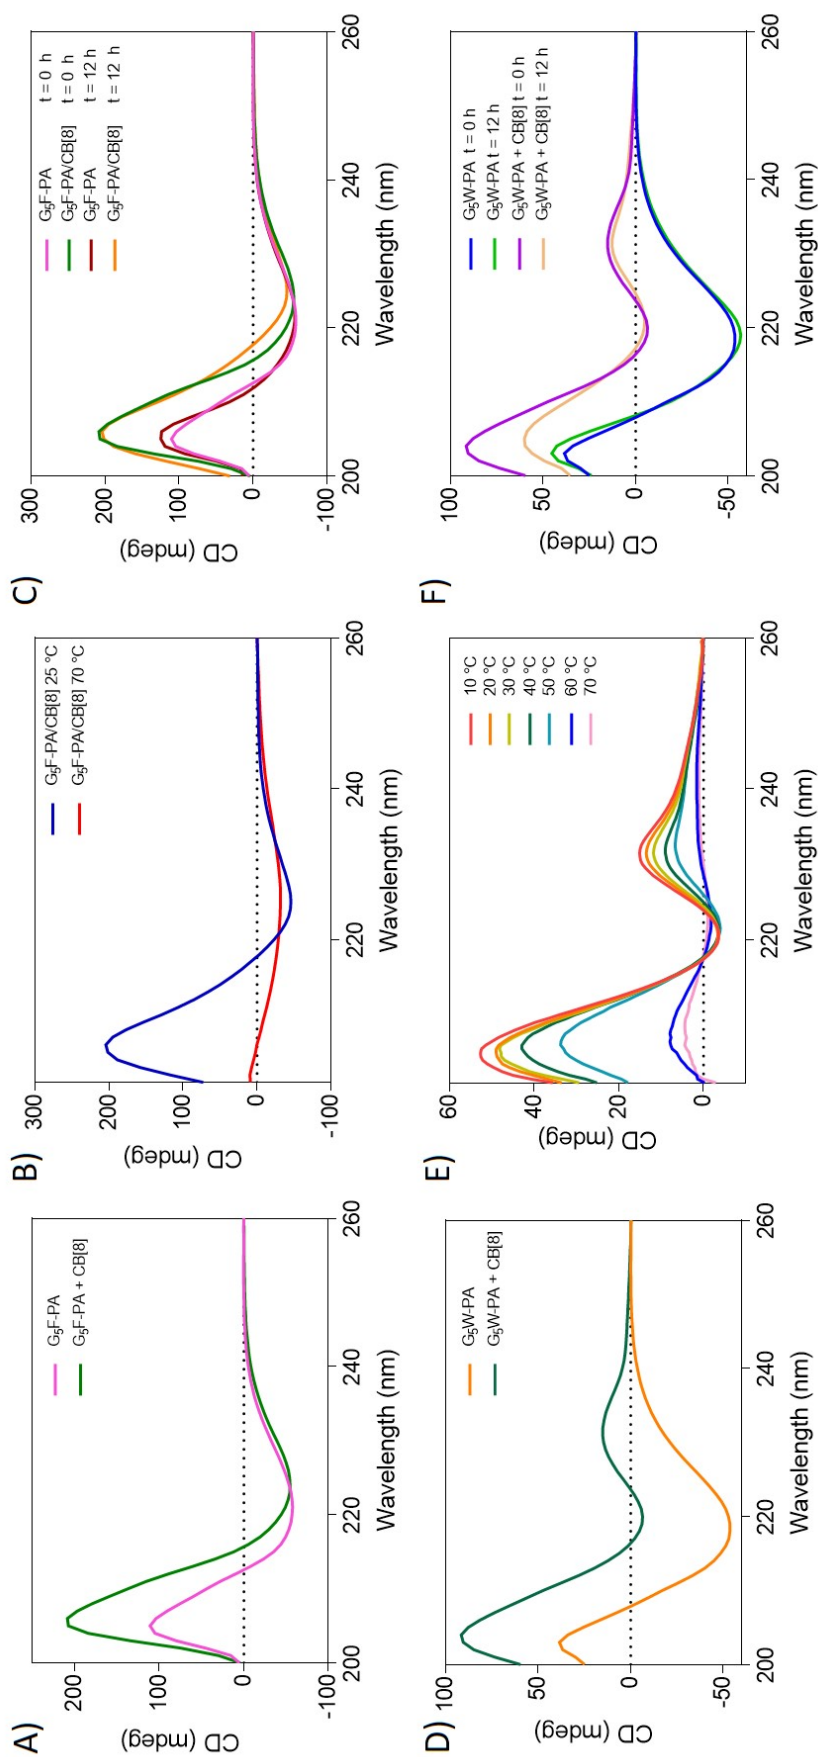 A)
G5F-PA
G5F-PA + CB[8]
CD (mdeg)
200
100
0
-100
200
220
240
260
Wavelength (nm)
B)
G5F-PA/CB[8] 25 °C
G5F-PA/CB[8] 70 °C
CD (mdeg)
300
200
100
0
-100
220
240
260
Wavelength (nm)
C)
G5F-PA t = 0 h
G5F-PA/CB[8] t = 0 h
G5F-PA t = 12 h
G5F-PA/CB[8] t = 12 h
CD (mdeg)
300
200
100
0
-100
200
220
240
260
Wavelength (nm)
D)
G5W-PA
G5W-PA + CB[8]
CD (mdeg)
100
50
0
-50
200
220
240
260
Wavelength (nm)
E)
10 °C
20 °C
30 °C
40 °C
50 °C
60 °C
70 °C
CD (mdeg)
60
40
20
0
220
240
260
Wavelength (nm)
F)
G5W-PA t = 0 h
G5W-PA t = 12 h
G5W-PA + CB[8] t = 0 h
G5W-PA + CB[8] t = 12 h
CD (mdeg)
100
50
0
-50
200
220
240
260
Wavelength (nm)